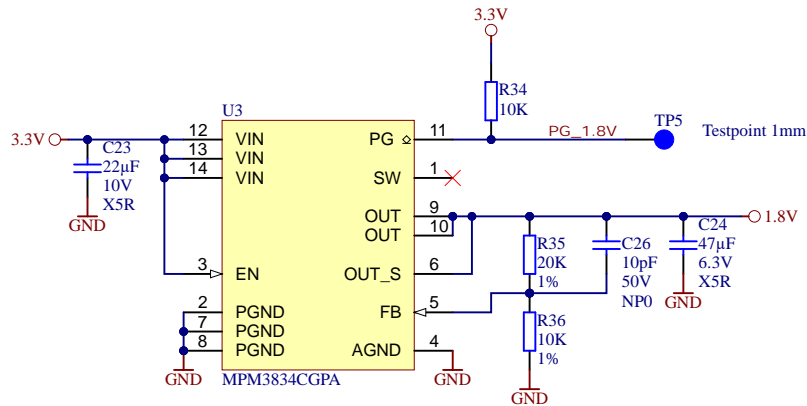 3.3V
R34
10K
U3
TP5
Testpoint 1mm
PG_1.8V
3.3V
C23
22µF
10V
X5R
GND
12 VIN
13 VIN
14 VIN
3 EN
2 PGND
7 PGND
8 PGND
GND
PG 11
SW 1
OUT 9
OUT 10
OUT_S 6
FB 5
AGND 4
GND
MPM3834CGPA
1.8V
R35
20K
1%
C26
10pF
50V
NP0
C24
47µF
6.3V
X5R
GND
R36
10K
1%
GND